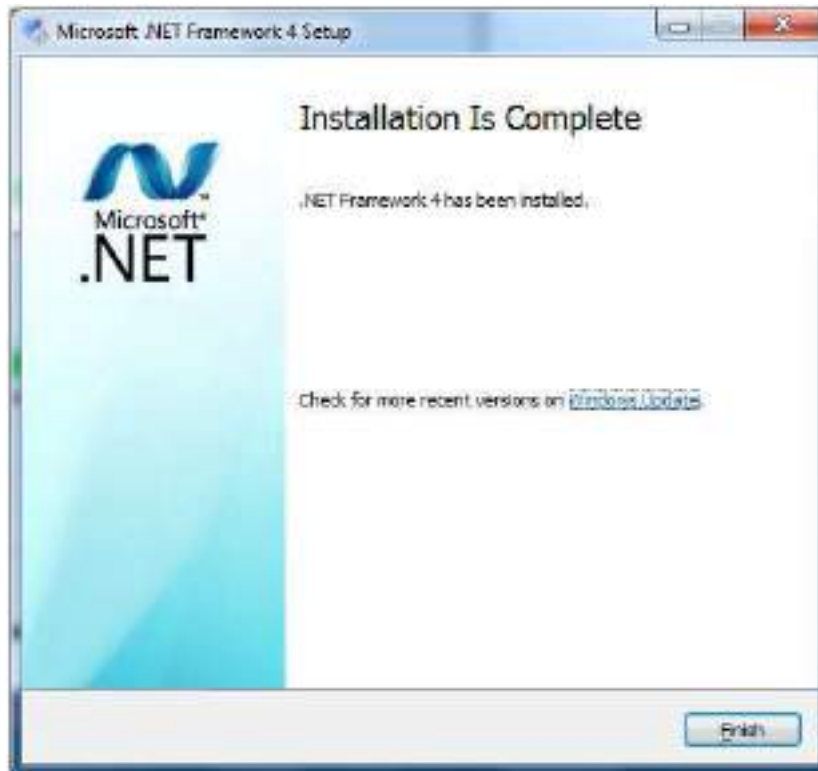 Microsoft .NET Framework 4 Setup
Installation Is Complete
Microsoft®
.NET™
.NET Framework 4 has been installed.
Check for more recent versions on Windows Update.
Finish